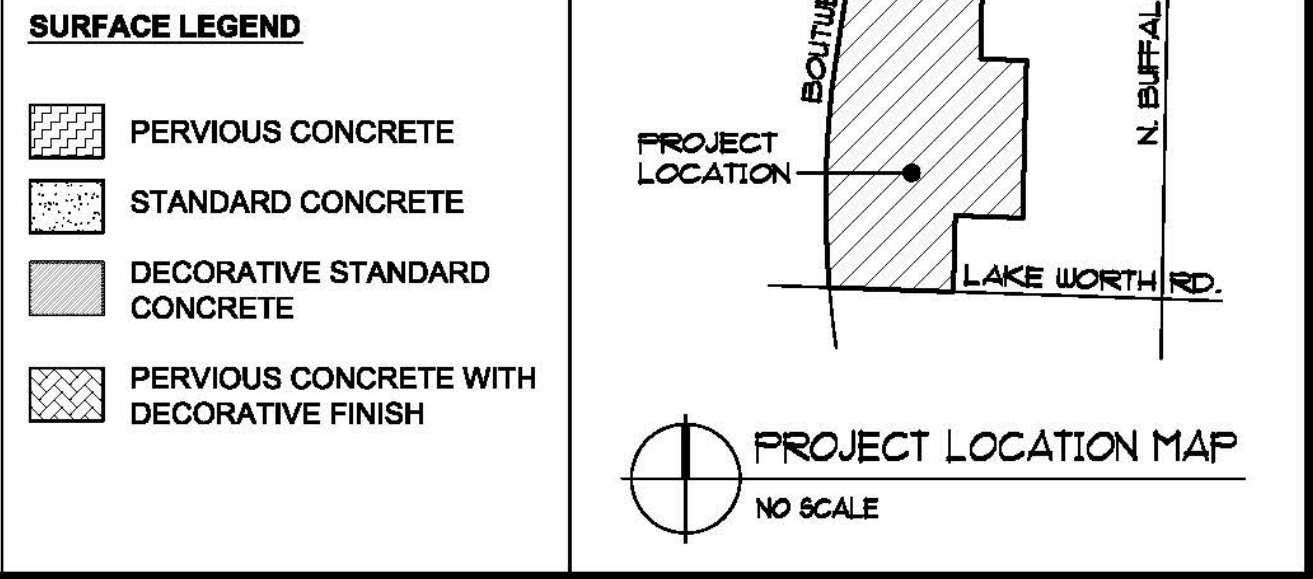 SURFACE LEGEND
PERVIOUS CONCRETE
STANDARD CONCRETE
DECORATIVE STANDARD
CONCRETE
PERVIOUS CONCRETE WITH
DECORATIVE FINISH
PROJECT
LOCATION
LAKE WORTH RD.
PROJECT LOCATION MAP
NO SCALE